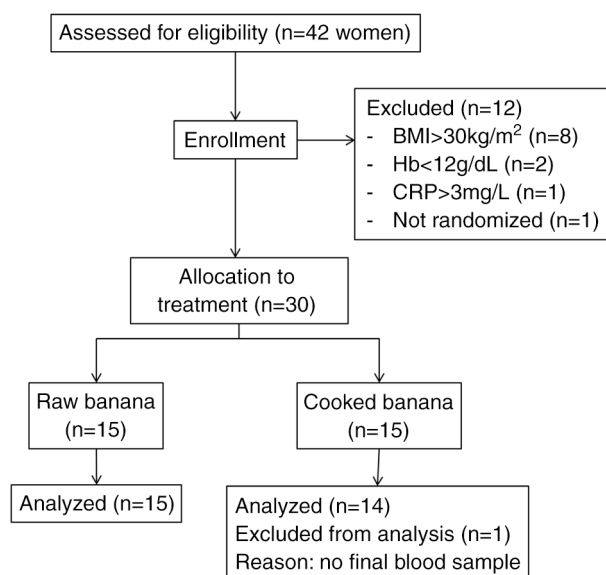 Assessed for eligibility (n=42 women)
Enrollment
Excluded (n=12)
- BMI>30kg/m² (n=8)
- Hb<12g/dL (n=2)
- CRP>3mg/L (n=1)
- Not randomized (n=1)
Allocation to
treatment (n=30)
Raw banana
(n=15)
Cooked banana
(n=15)
Analyzed (n=15)
Analyzed (n=14)
Excluded from analysis (n=1)
Reason: no final blood sample